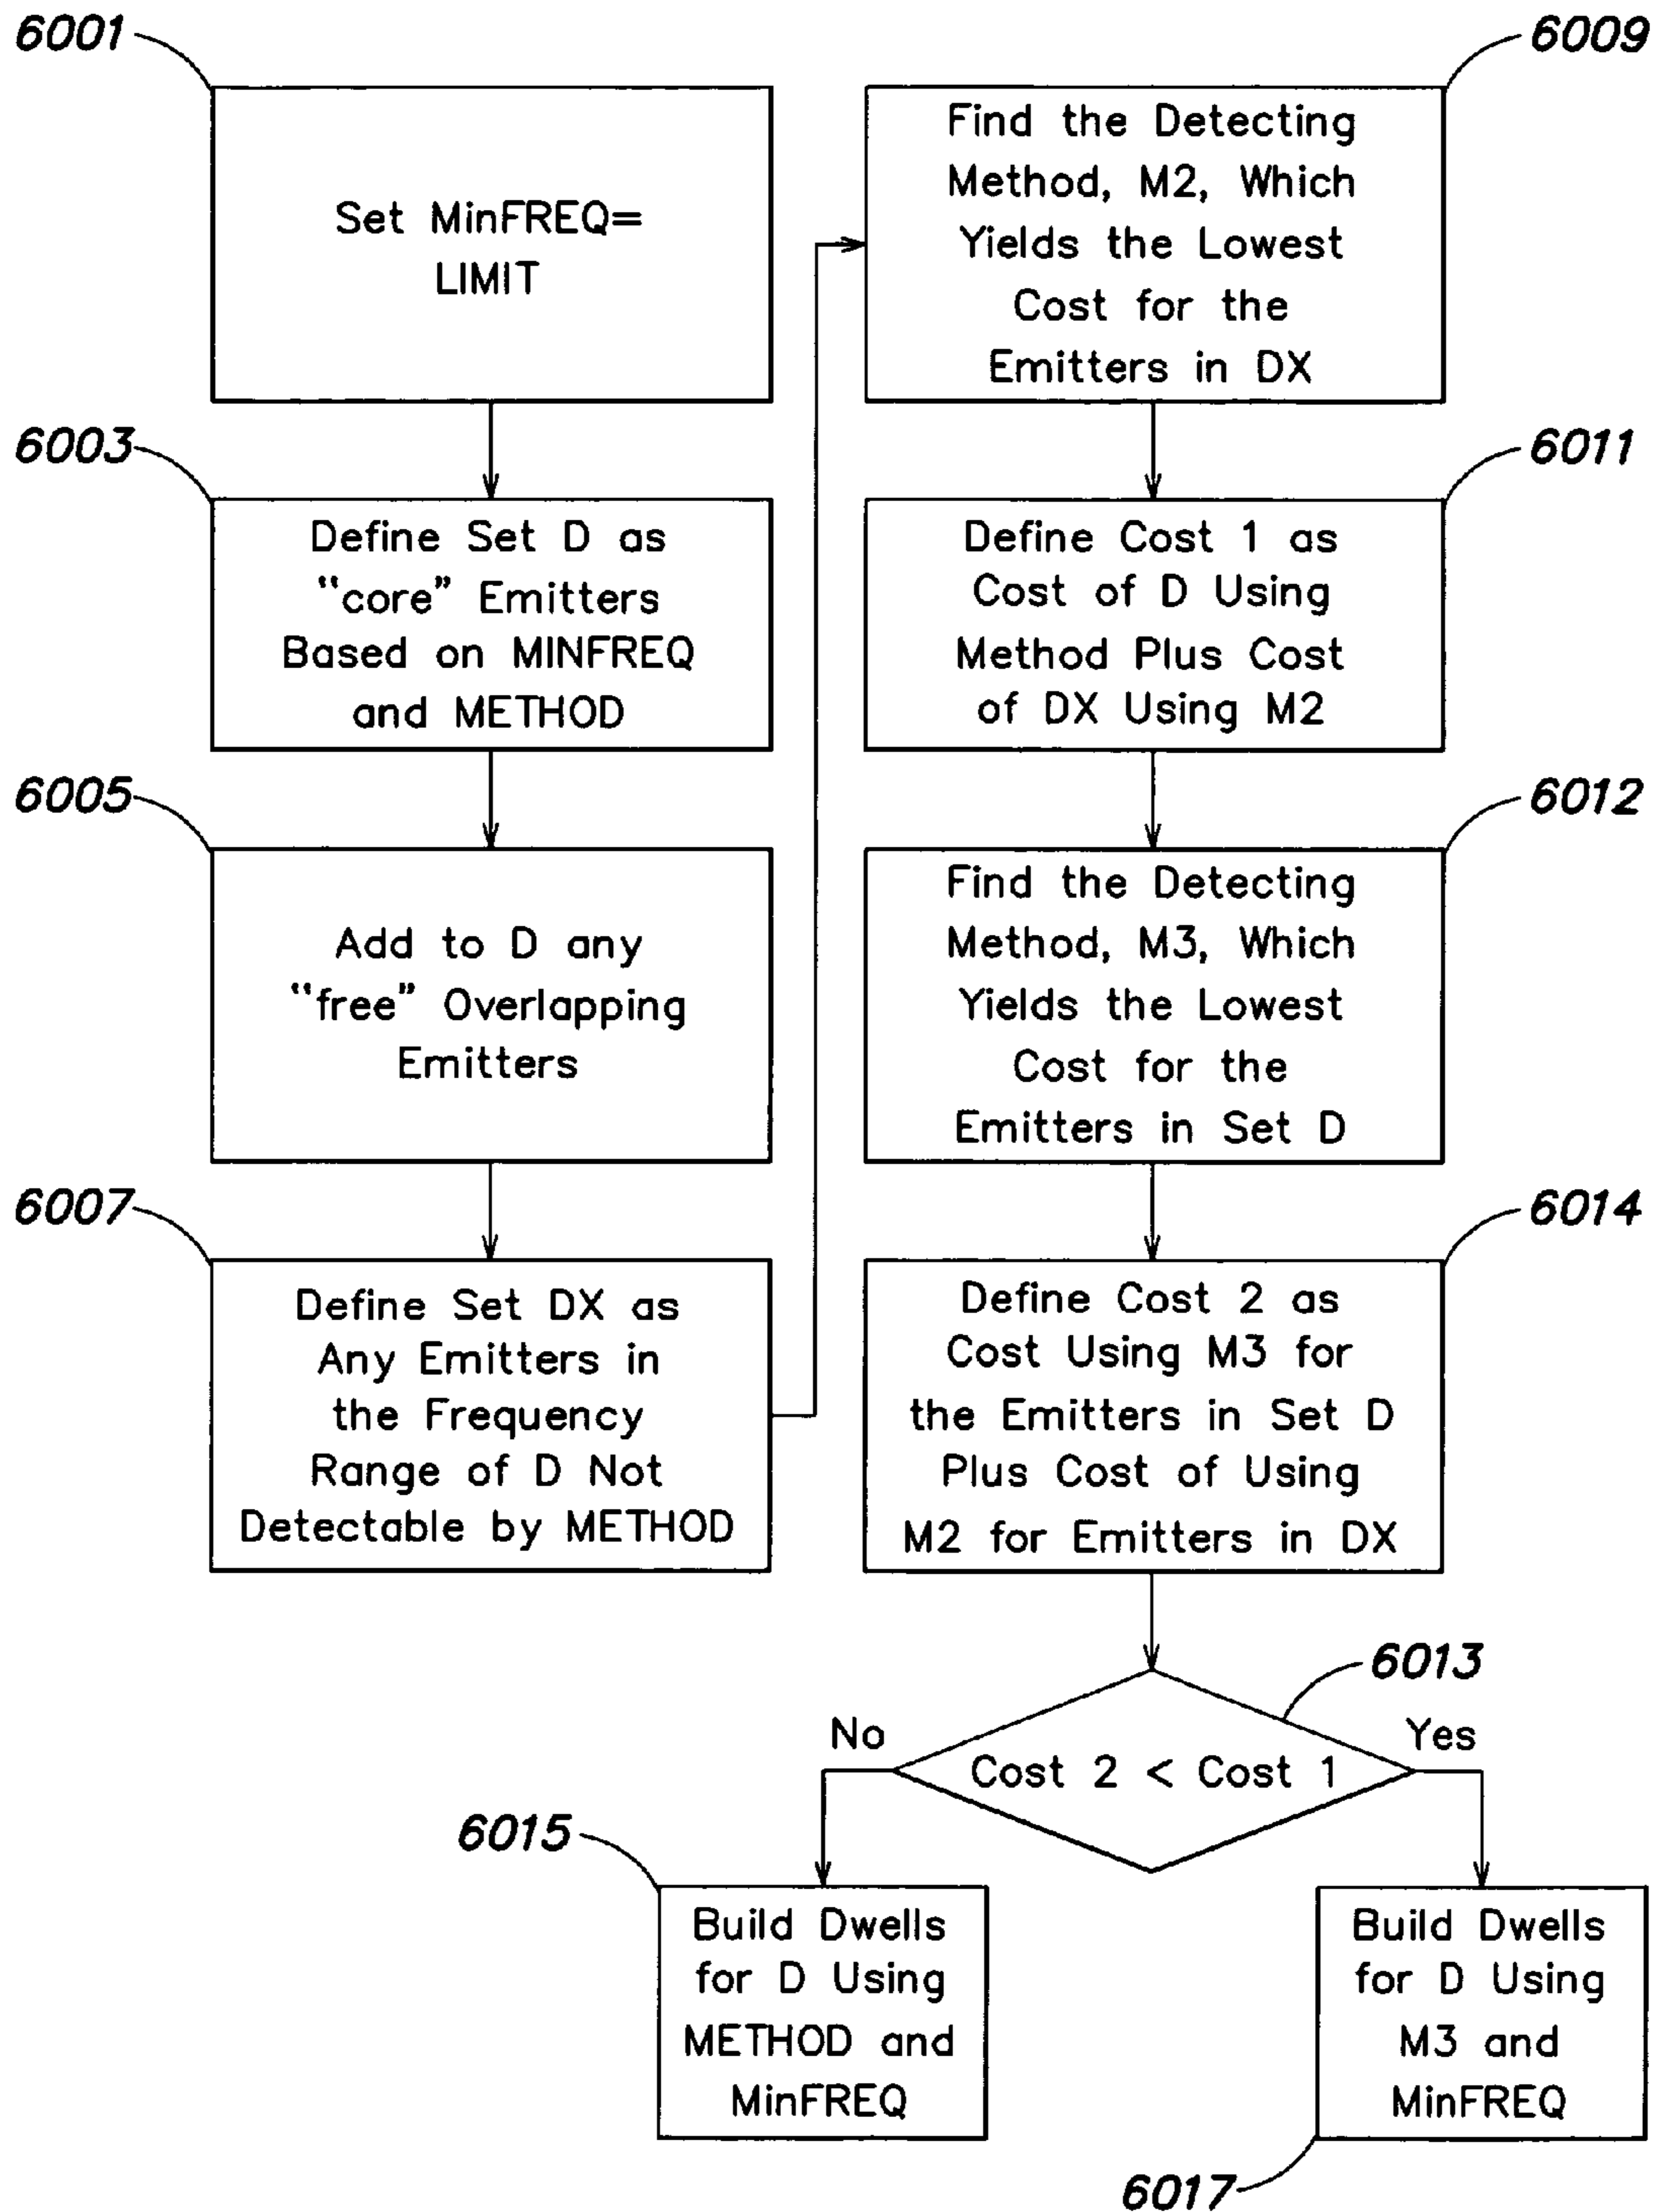 6001
Set MinFREQ=
LIMIT
6003
Define Set D as
“core” Emitters
Based on MINFREQ
and METHOD
6005
Add to D any
“free” Overlapping
Emitters
6007
Define Set DX as
Any Emitters in
the Frequency
Range of D Not
Detectable by METHOD
6009
Find the Detecting
Method, M2, Which
Yields the Lowest
Cost for the
Emitters in DX
6011
Define Cost 1 as
Cost of D Using
Method Plus Cost
of DX Using M2
6012
Find the Detecting
Method, M3, Which
Yields the Lowest
Cost for the
Emitters in Set D
6014
Define Cost 2 as
Cost Using M3 for
the Emitters in Set D
Plus Cost of Using
M2 for Emitters in DX
6013
Cost 2 < Cost 1
No
Yes
6015
Build Dwells
for D Using
METHOD and
MinFREQ
Build Dwells
for D Using
M3 and
MinFREQ
6017